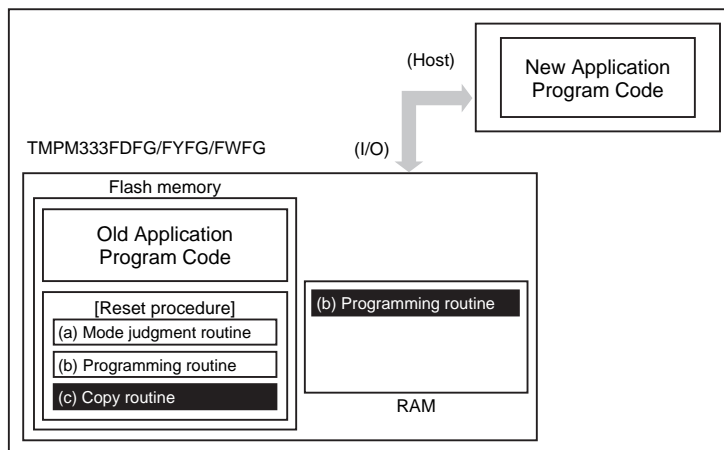 (Host)
New Application
Program Code
TMPM333FDFG/FYFG/FWFG
(I/O)
Flash memory
Old Application
Program Code
[Reset procedure]
(a) Mode judgment routine
(b) Programming routine
(c) Copy routine
(b) Programming routine
RAM